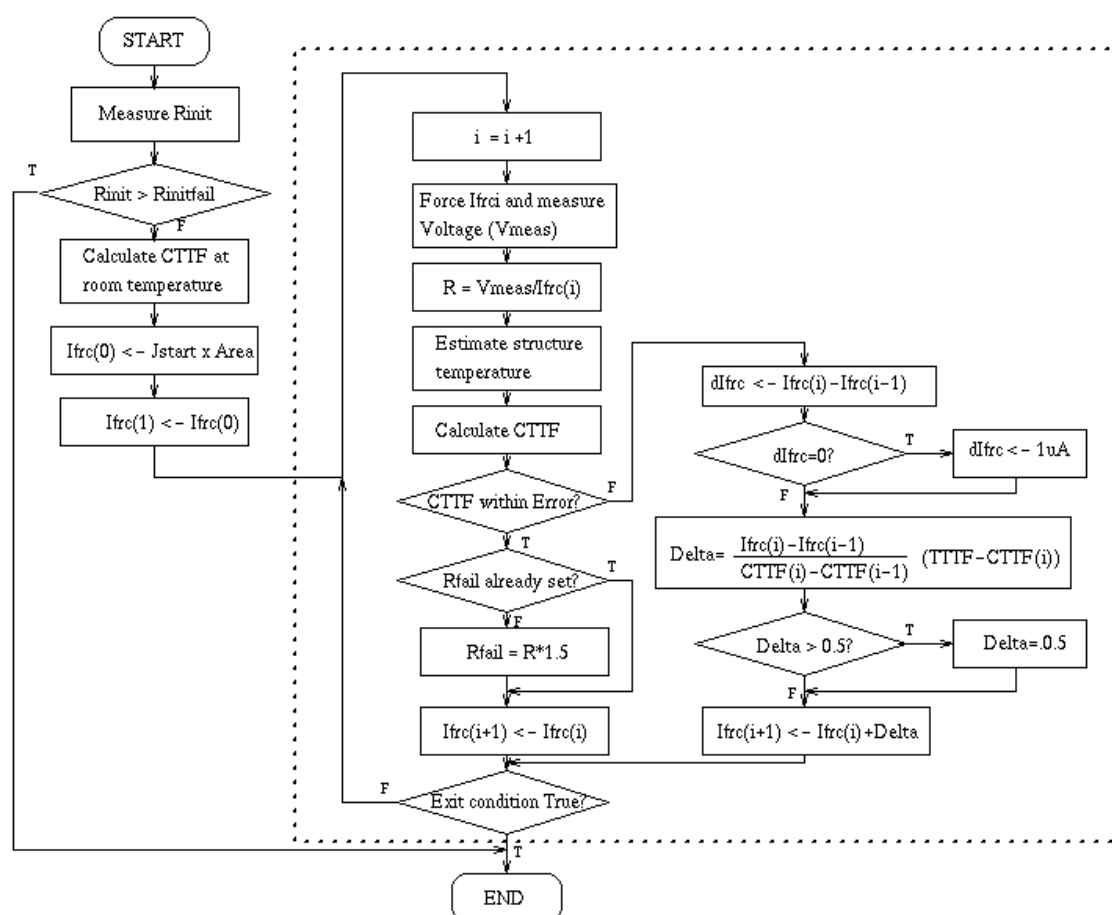 START
Measure Rinit
T
Rinit > Rinitfail
F
Calculate CTTF at
room temperature
Ifrc(0) <- Jstart x Area
Ifrc(1) <- Ifrc(0)
i = i +1
Force Ifrci and measure
Voltage (Vmeas)
R = Vmeas/Ifrc(i)
Estimate structure
temperature
Calculate CTTF
CTTF within Error?
F
T
Rfail already set?
T
F
Rfail = R*1.5
Ifrc(i+1) <- Ifrc(i)
dIfrc <- Ifrc(i)-Ifrc(i-1)
dIfrc=0?
T
dIfrc <- 1uA
F
Delta= Ifrc(i)-Ifrc(i-1) (TTTF-CTTF(i))
CTTF(i)-CTTF(i-1)
Delta > 0.5?
T
Delta=.0.5
F
Ifrc(i+1) <- Ifrc(i)+Delta
F
Exit condition True?
T
END